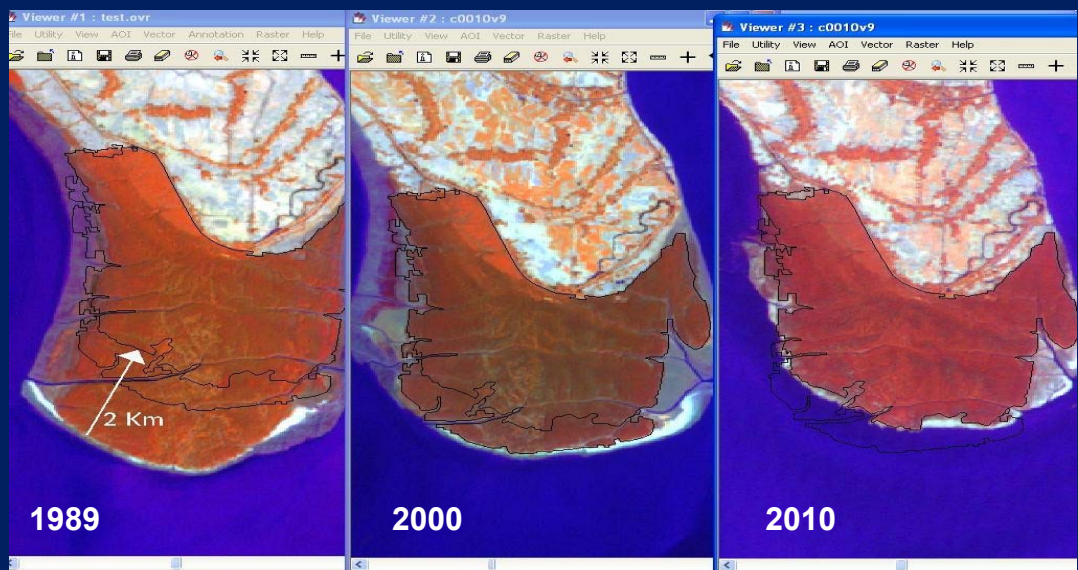 Viewer #1 : test.ovr
File Utility View AOI Vector Annotation Raster Help
2 Km
1989
Viewer #2 : c0010v9
File Utility View AOI Vector Raster Help
2000
Viewer #3 : c0010v9
File Utility View AOI Vector Raster Help
2010